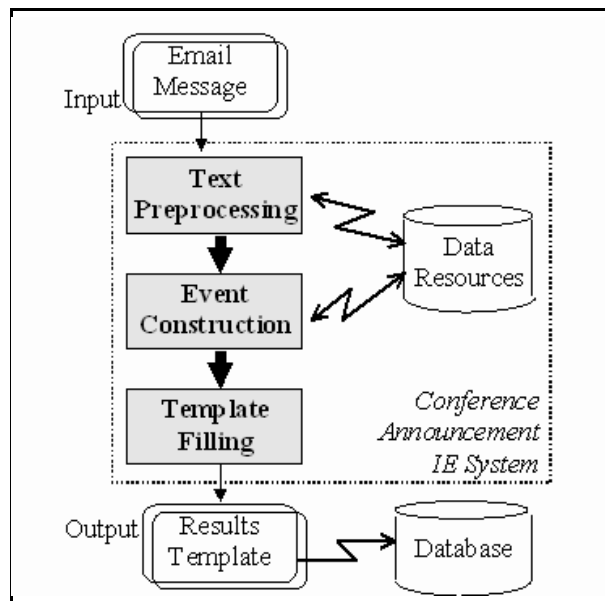 Email
Message
Input
Text
Preprocessing
Data
Resources
Event
Construction
Template
Filling
Conference
Announcement
IE System
Output
Results
Template
Database